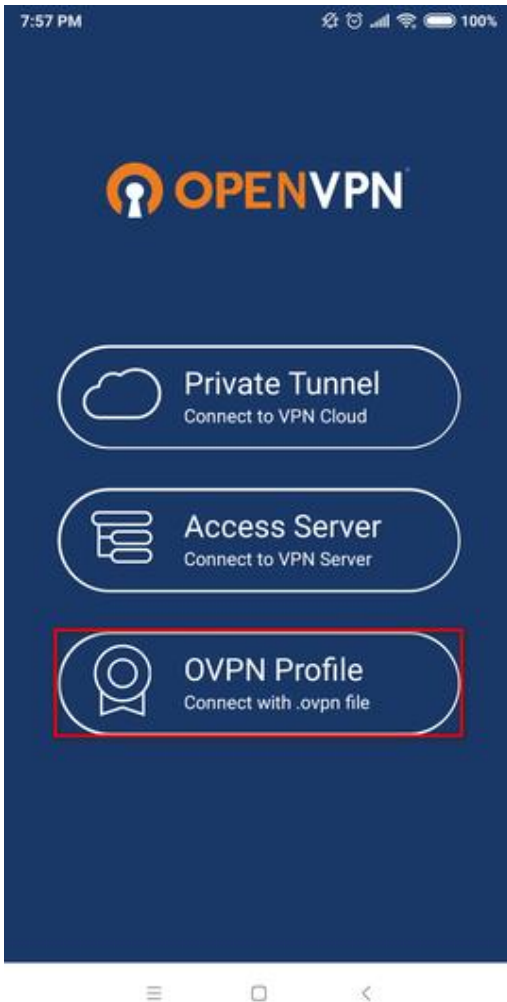 7:57 PM 100%
OPENVPN
Private Tunnel
Connect to VPN Cloud
Access Server
Connect to VPN Server
OVPN Profile
Connect with .ovpn file